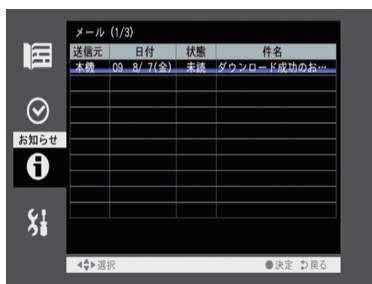 メール (1/3)
送信元 日付 状態 件名
本機 09 8/ 7(金) 未読 ダウンロード成功のお…
お知らせ
選択 決定 戻る